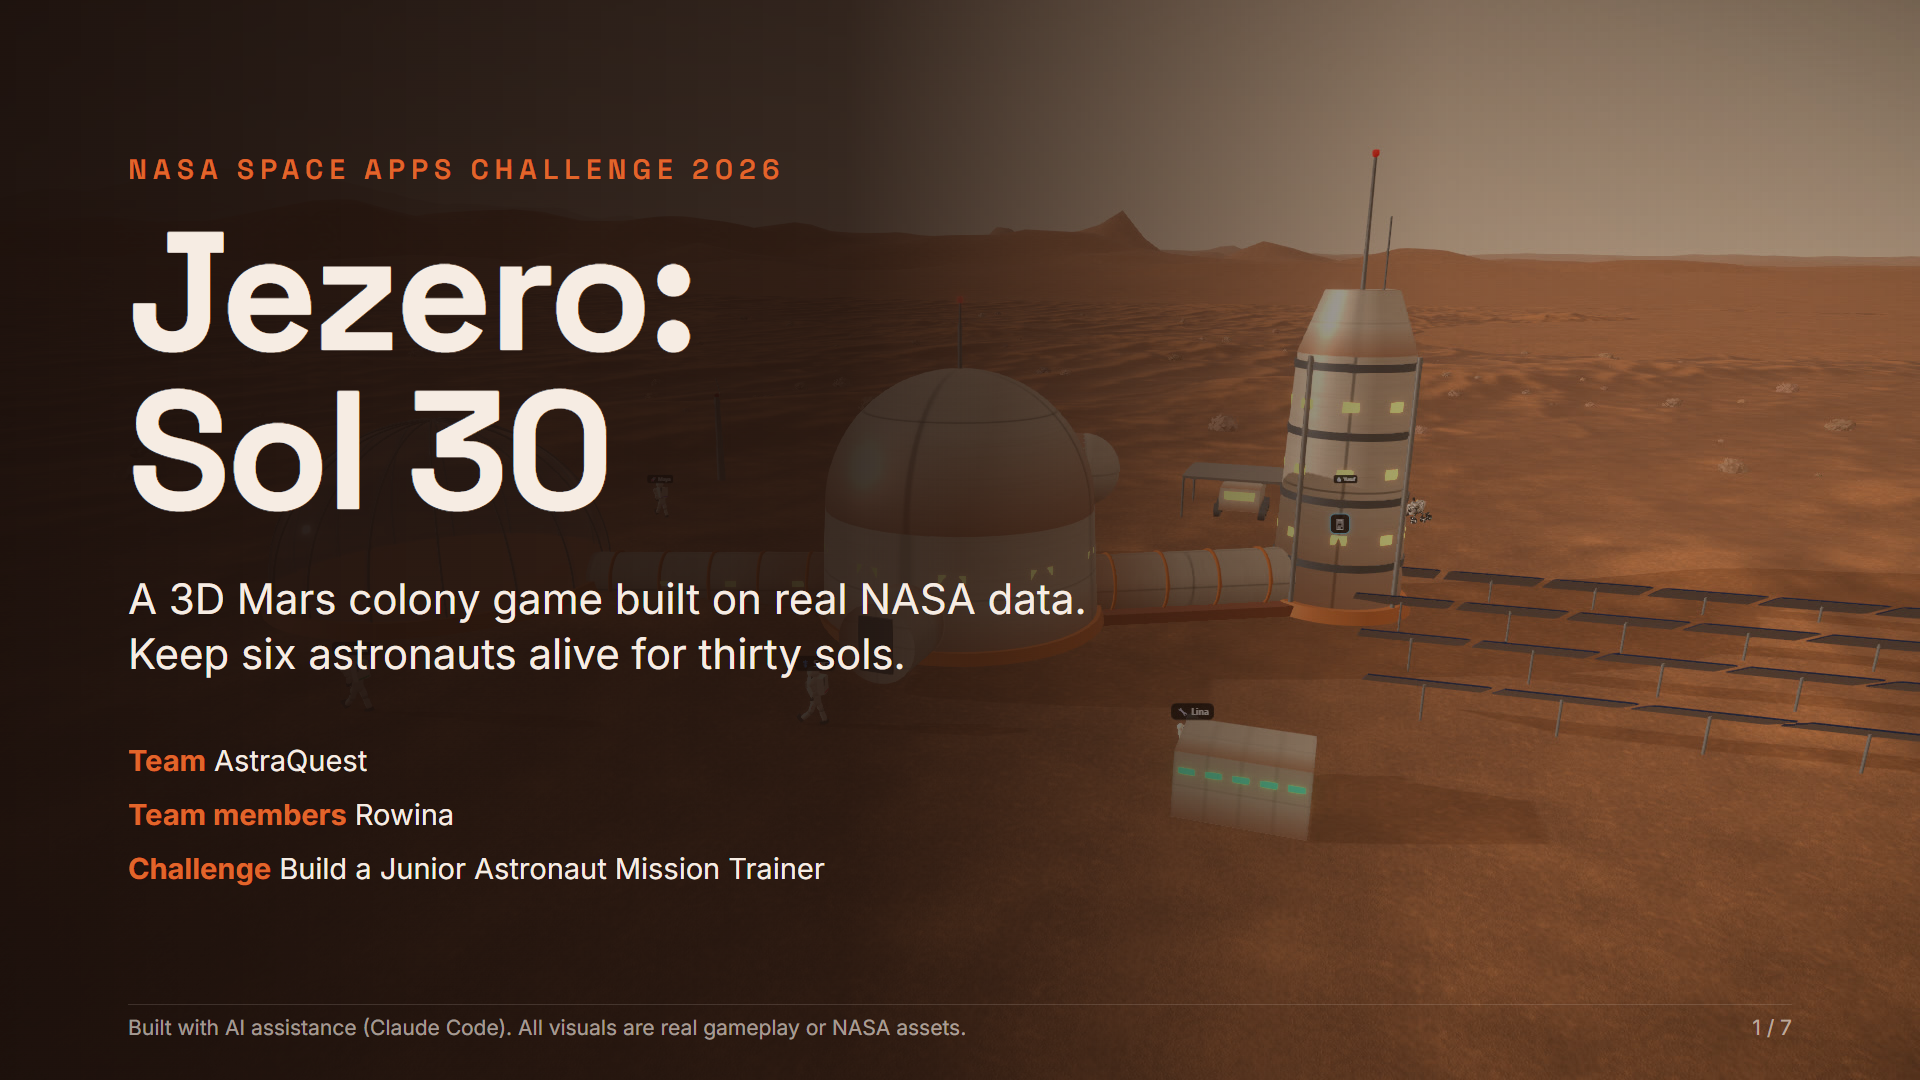 NASA SPACE APPS CHALLENGE 2026
Jezero:
Sol 30
A 3D Mars colony game built on real NASA data.
Keep six astronauts alive for thirty sols.
Lina
Team AstraQuest
Team members Rowina
Challenge Build a Junior Astronaut Mission Trainer
Built with AI assistance (Claude Code). All visuals are real gameplay or NASA assets.
1 / 7